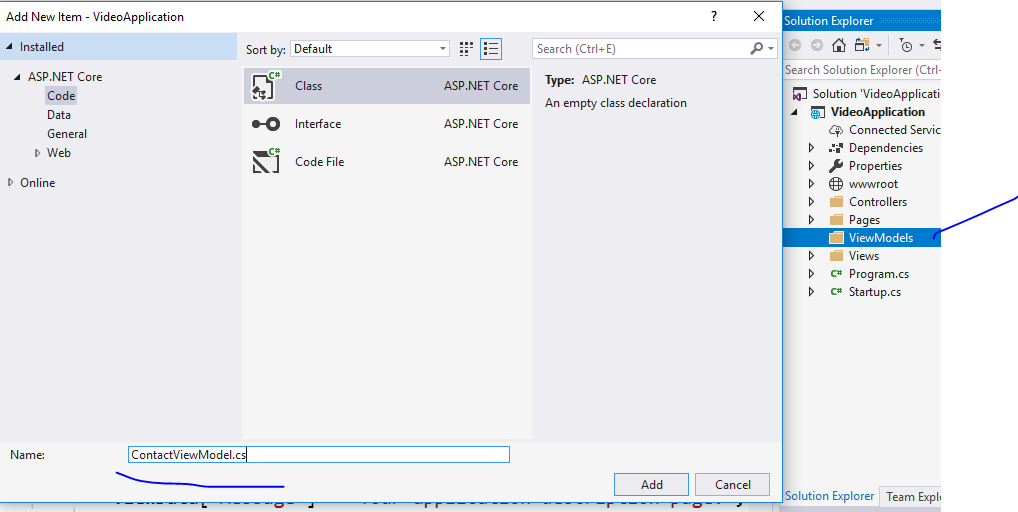 Add New Item - VideoApplication
?
Installed
Sort by: Default
Search (Ctrl+E)
ASP.NET Core
Code
Data
General
Web
Online
C# Class ASP.NET Core
Interface ASP.NET Core
C# Code File ASP.NET Core
Type: ASP.NET Core
An empty class declaration
Name: ContactViewModel.cs
Add
Cancel
Solution Explorer
Search Solution Explorer (Ctrl-
Solution 'VideoApplicati
VideoApplication
Connected Servic
Dependencies
Properties
wwwroot
Controllers
Pages
ViewModels
Views
C# Program.cs
C# Startup.cs
Solution Explorer
Team Explo